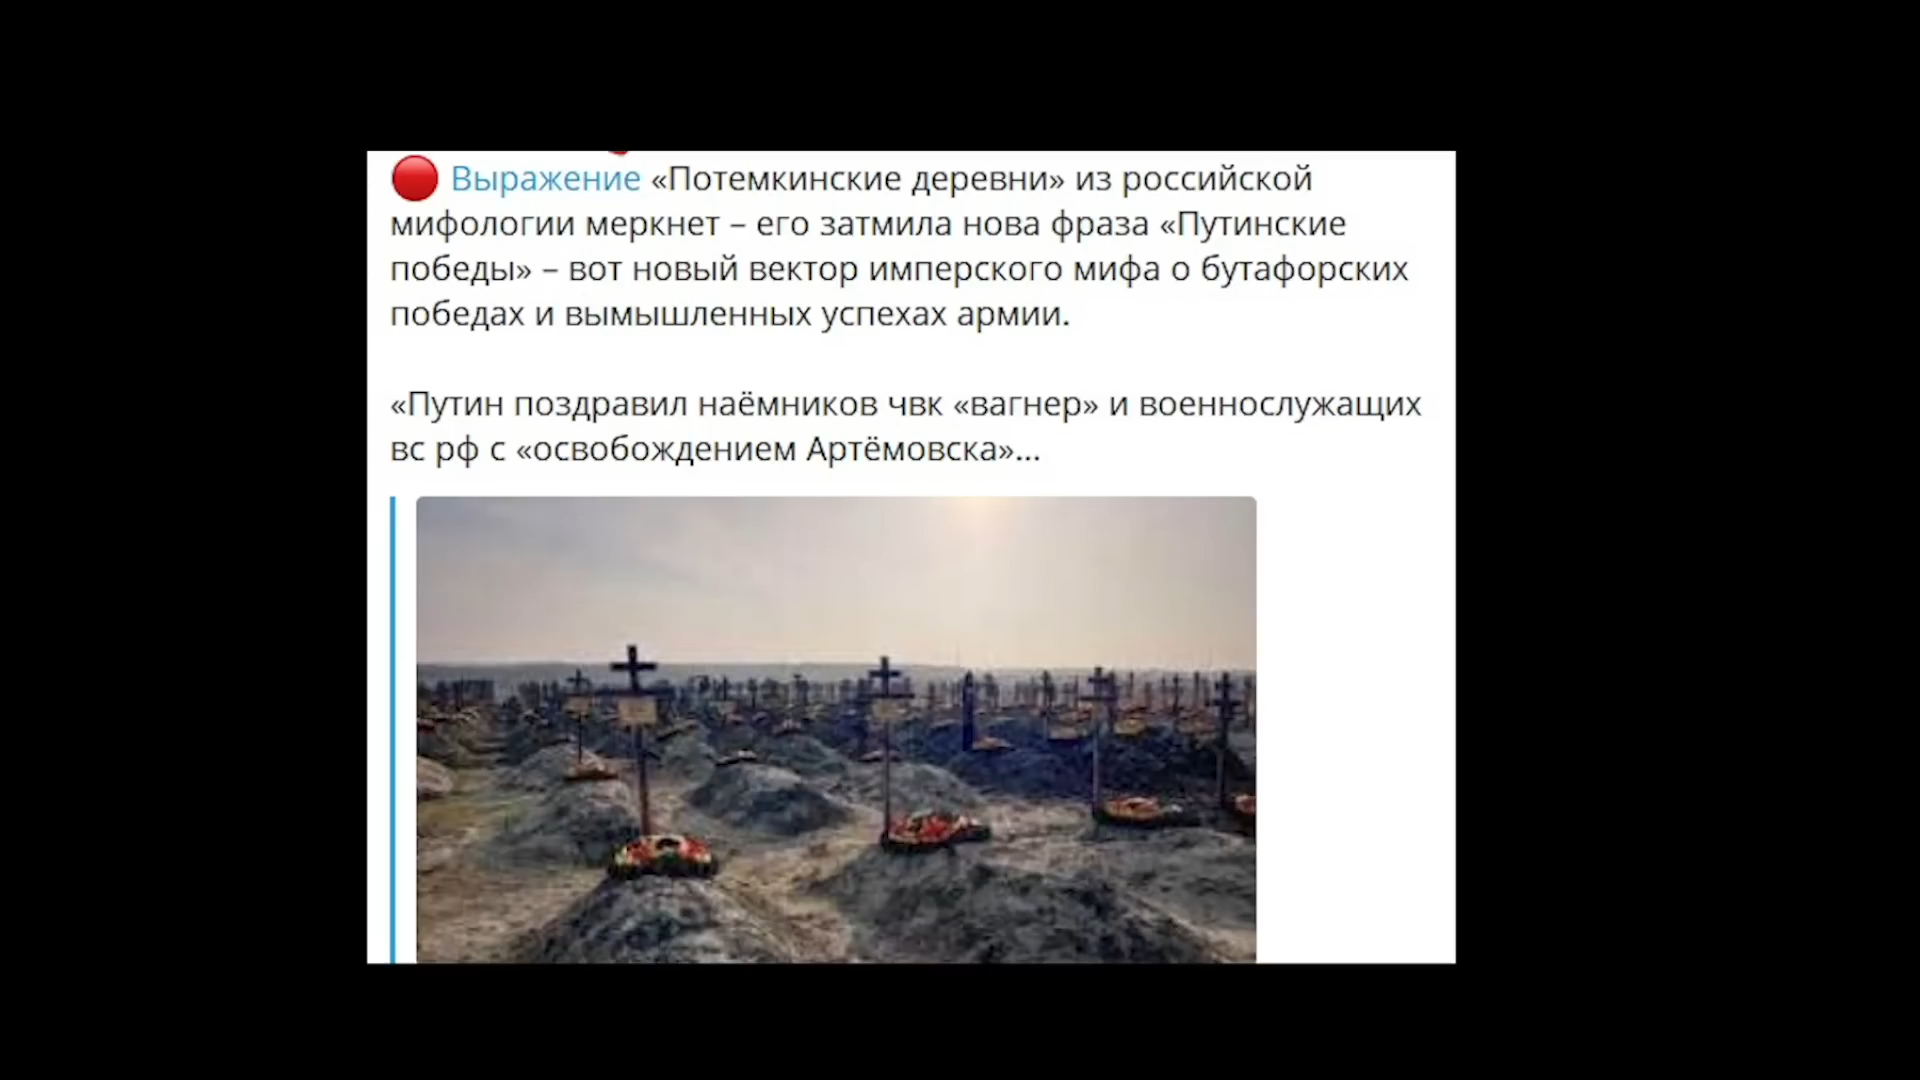 Выражение «Потемкинские деревни» из российской
мифологии меркнет – его затмила нова фраза «Путинские
победы» – вот новый вектор имперского мифа о бутафорских
победах и вымышленных успехах армии.
«Путин поздравил наёмников чвк «вагнер» и военнослужащих
вс рф с «освобождением Артёмовска»...